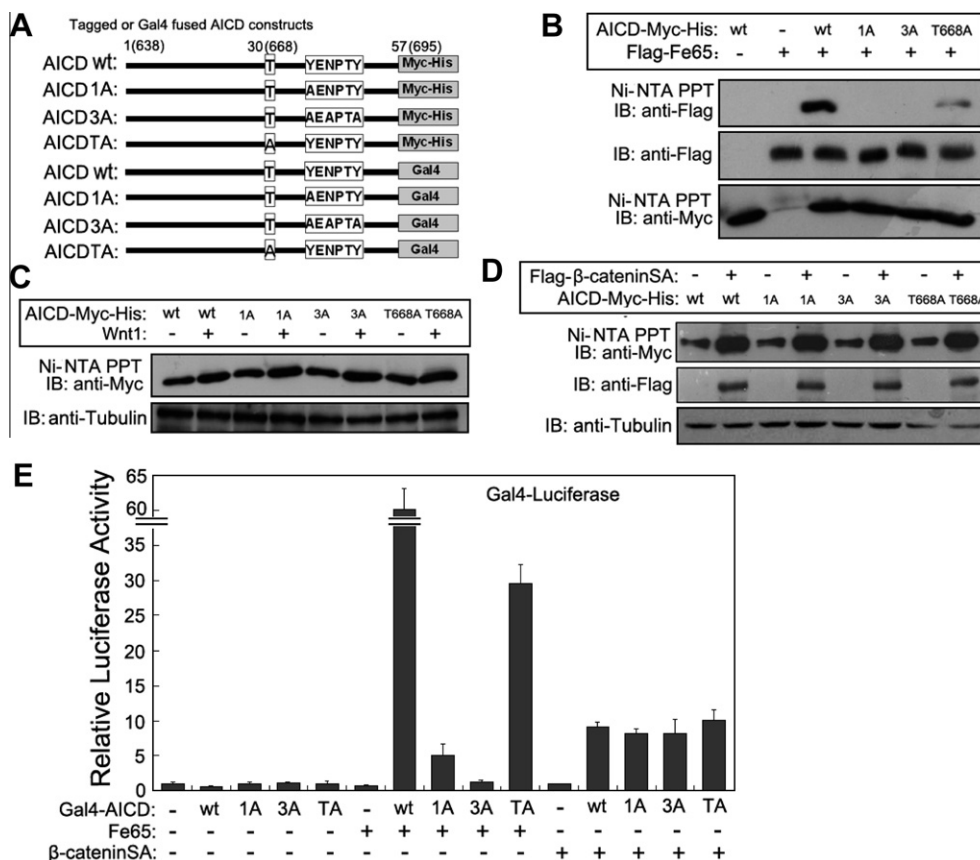 A
Tagged or Gal4 fused AICD constructs
1(638) 30(668) 57(695)
AICD wt: T YENPTY Myc-His
AICD 1A: T AENPTY Myc-His
AICD 3A: T AEAPTA Myc-His
AICDTA: A YENPTY Myc-His
AICD wt: T YENPTY Gal4
AICD 1A: T AENPTY Gal4
AICD 3A: T AEAPTA Gal4
AICDTA: A YENPTY Gal4
B
AICD-Myc-His: wt - wt 1A 3A T668A
Flag-Fe65: - + + + + +
Ni-NTA PPT
IB: anti-Flag
IB: anti-Flag
Ni-NTA PPT
IB: anti-Myc
C
AICD-Myc-His: wt wt 1A 1A 3A 3A T668A T668A
Wnt1: - + - + - + - +
Ni-NTA PPT
IB: anti-Myc
IB: anti-Tubulin
D
Flag-β-cateninSA: - + - + - + - +
AICD-Myc-His: wt wt 1A 1A 3A 3A T668A T668A
Ni-NTA PPT
IB: anti-Myc
IB: anti-Flag
IB: anti-Tubulin
E
Gal4-Luciferase
Relative Luciferase Activity
65
60
35
30
25
20
15
10
5
0
Gal4-AICD: - wt 1A 3A TA - wt 1A 3A TA - wt 1A 3A TA
Fe65: - - - - - + + + + + - - - - -
β-cateninSA: - - - - - - - - - - + + + + +